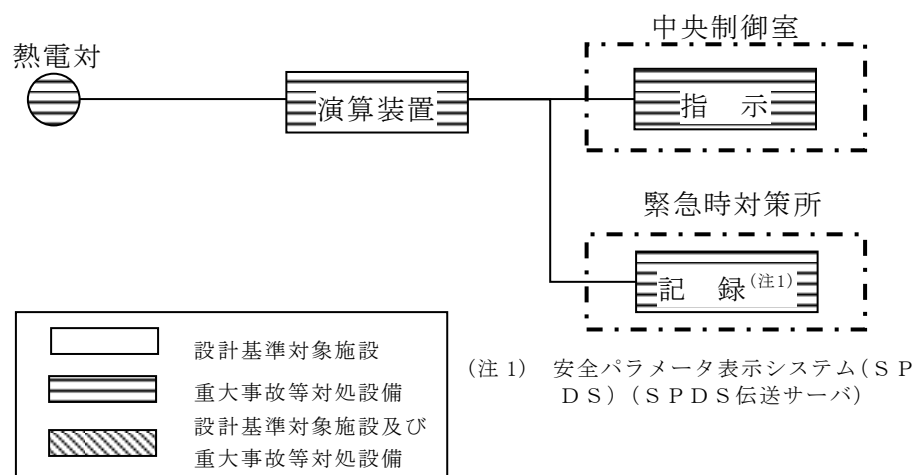 中央制御室
熱電対
演算装置
指　示
緊急時対策所
記　録(注1)
設計基準対象施設
重大事故等対処設備
設計基準対象施設及び
重大事故等対処設備
(注 1)　安全パラメータ表示システム(ＳＰ
ＤＳ)（ＳＰＤＳ伝送サーバ）